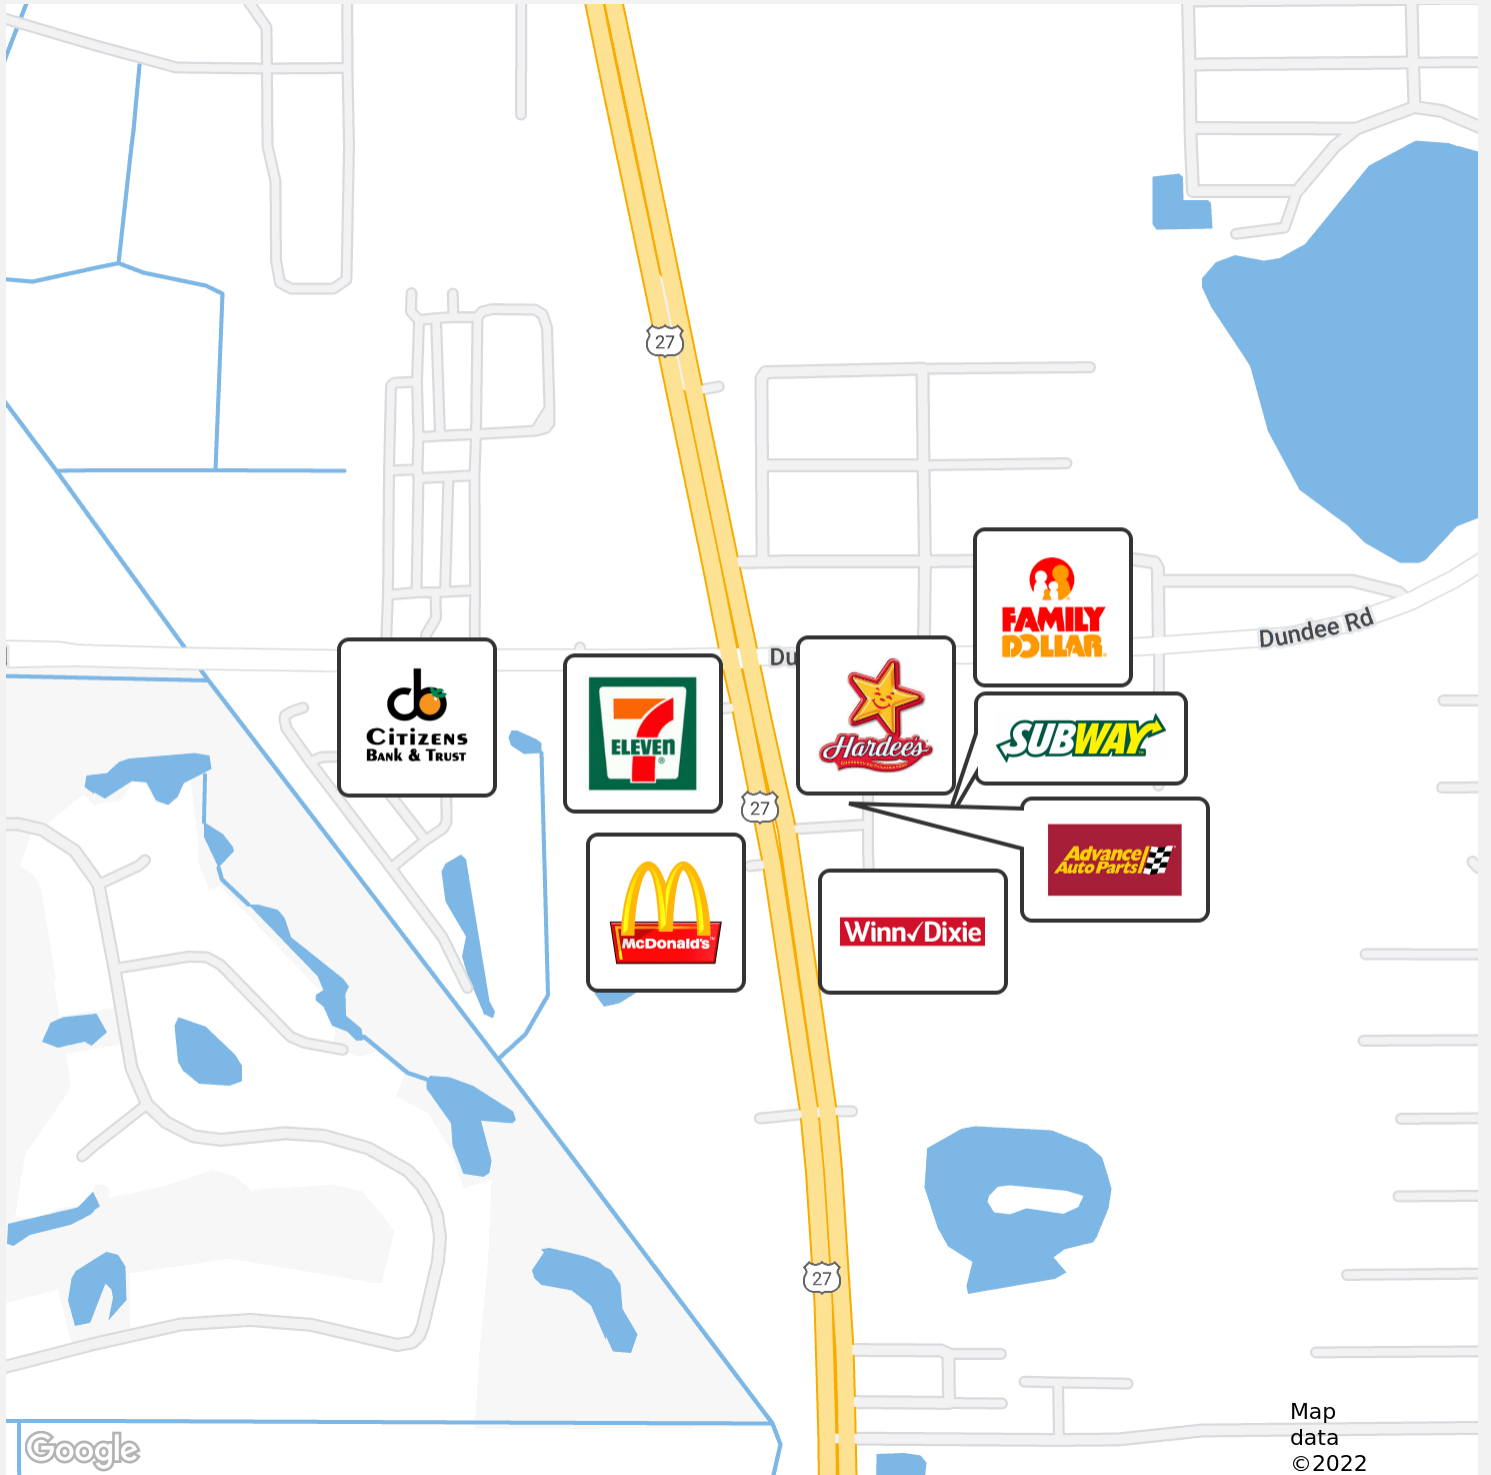 27
FAMILY
DOLLAR
Dundee Rd
Du
CITIZENS
BANK & TRUST
7
ELEVEN
®
Hardee's
SUBWAY
27
Advance
Auto Parts
McDonald's
Winn✓Dixie
27
Map
data
©2022
Google